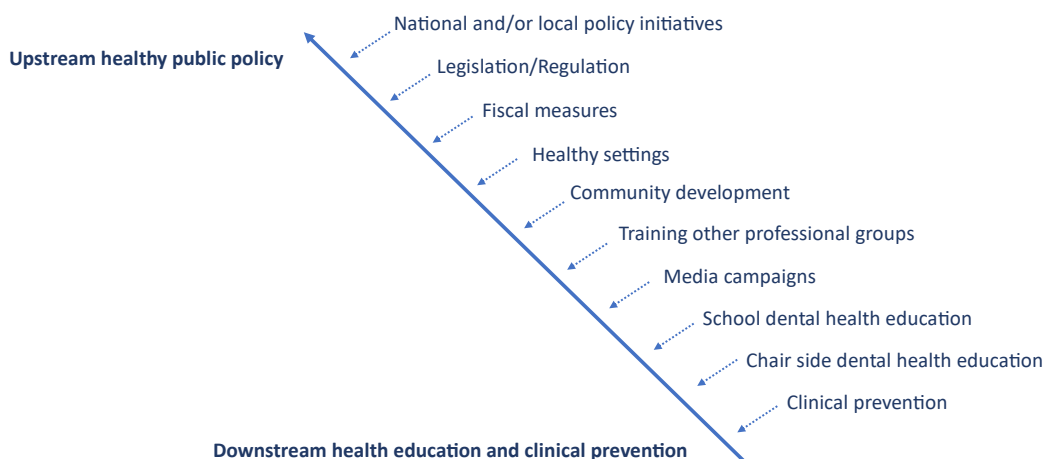 National and/or local policy initiatives
Upstream healthy public policy
Legislation/Regulation
Fiscal measures
Healthy settings
Community development
Training other professional groups
Media campaigns
School dental health education
Chair side dental health education
Clinical prevention
Downstream health education and clinical prevention